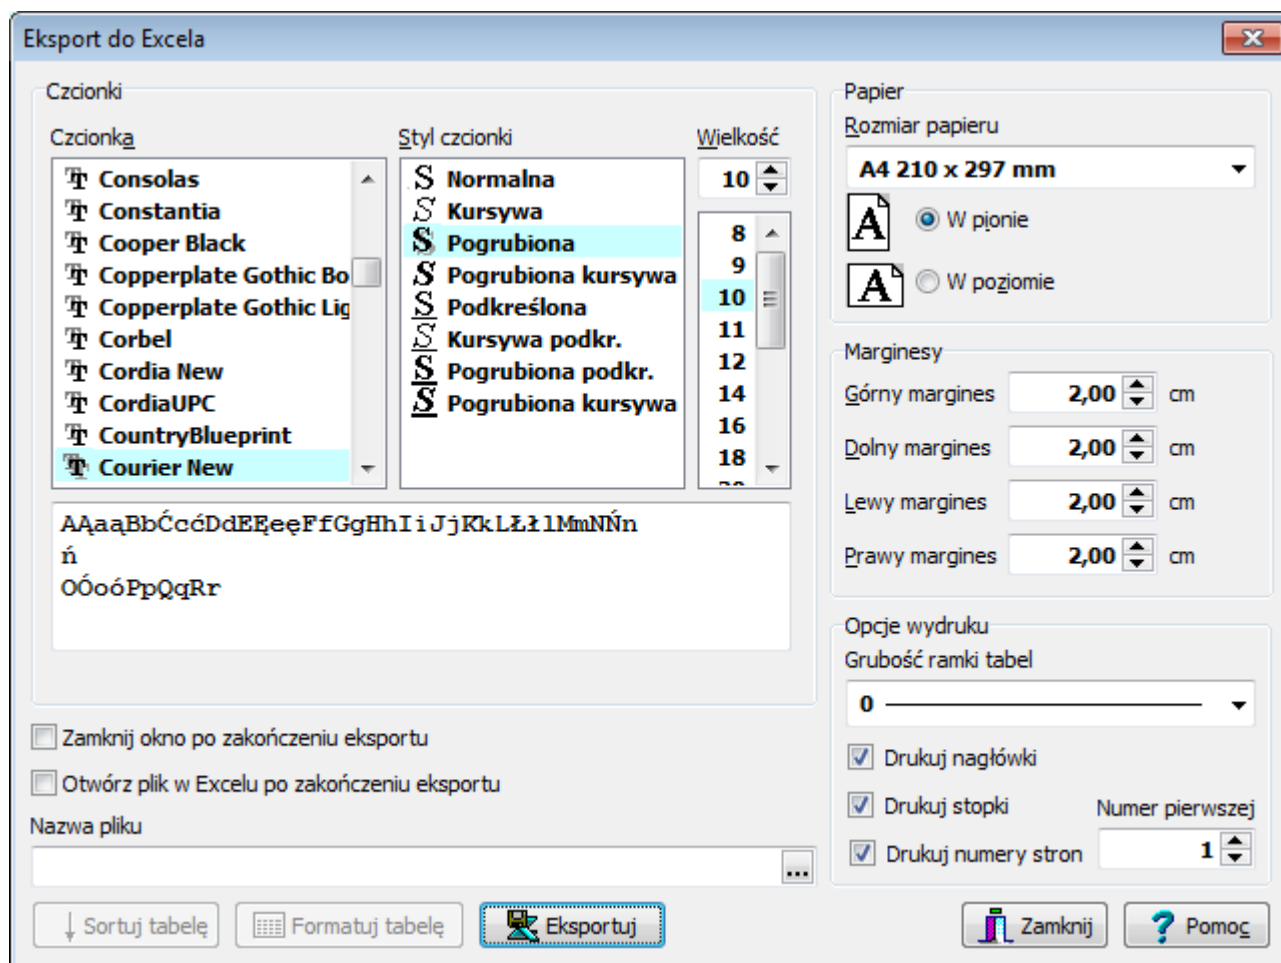 Eksport do Excela
Czcionki
Czcionka
Consolas
Constantia
Cooper Black
Copperplate Gothic Bo
Copperplate Gothic Lig
Corbel
Cordia New
CordiaUPC
CountryBlueprint
Courier New
Styl czcionki
Normalna
Kursywa
Pogrubiona
Pogrubiona kursywa
Podkreślona
Kursywa podkr.
Pogrubiona podkr.
Pogrubiona kursywa
Wielkość
10
8
9
10
11
12
14
16
18
AĄaąBbĆcćDdEĘeęFfGgHhIiJjKkLŁłlMmNŃn
ń
OÓoóPpQqRr
Zamknij okno po zakończeniu eksportu
Otwórz plik w Excelu po zakończeniu eksportu
Nazwa pliku
...
Sortuj tabelę
Formatuj tabelę
Eksportuj
Papier
Rozmiar papieru
A4 210 x 297 mm
W pionie
W poziomie
Marginesy
Górny margines 2,00 cm
Dolny margines 2,00 cm
Lewy margines 2,00 cm
Prawy margines 2,00 cm
Opcje wydruku
Grubość ramki tabel
0
Drukuj nagłówki
Drukuj stopki
Numer pierwszej
Drukuj numery stron 1
Zamknij
Pomoc